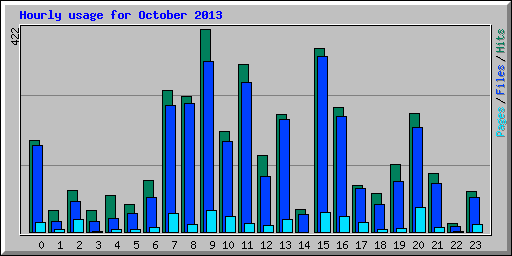 Hourly usage for October 2013
422
Pages / Files / Hits
0 1 2 3 4 5 6 7 8 9 10 11 12 13 14 15 16 17 18 19 20 21 22 23